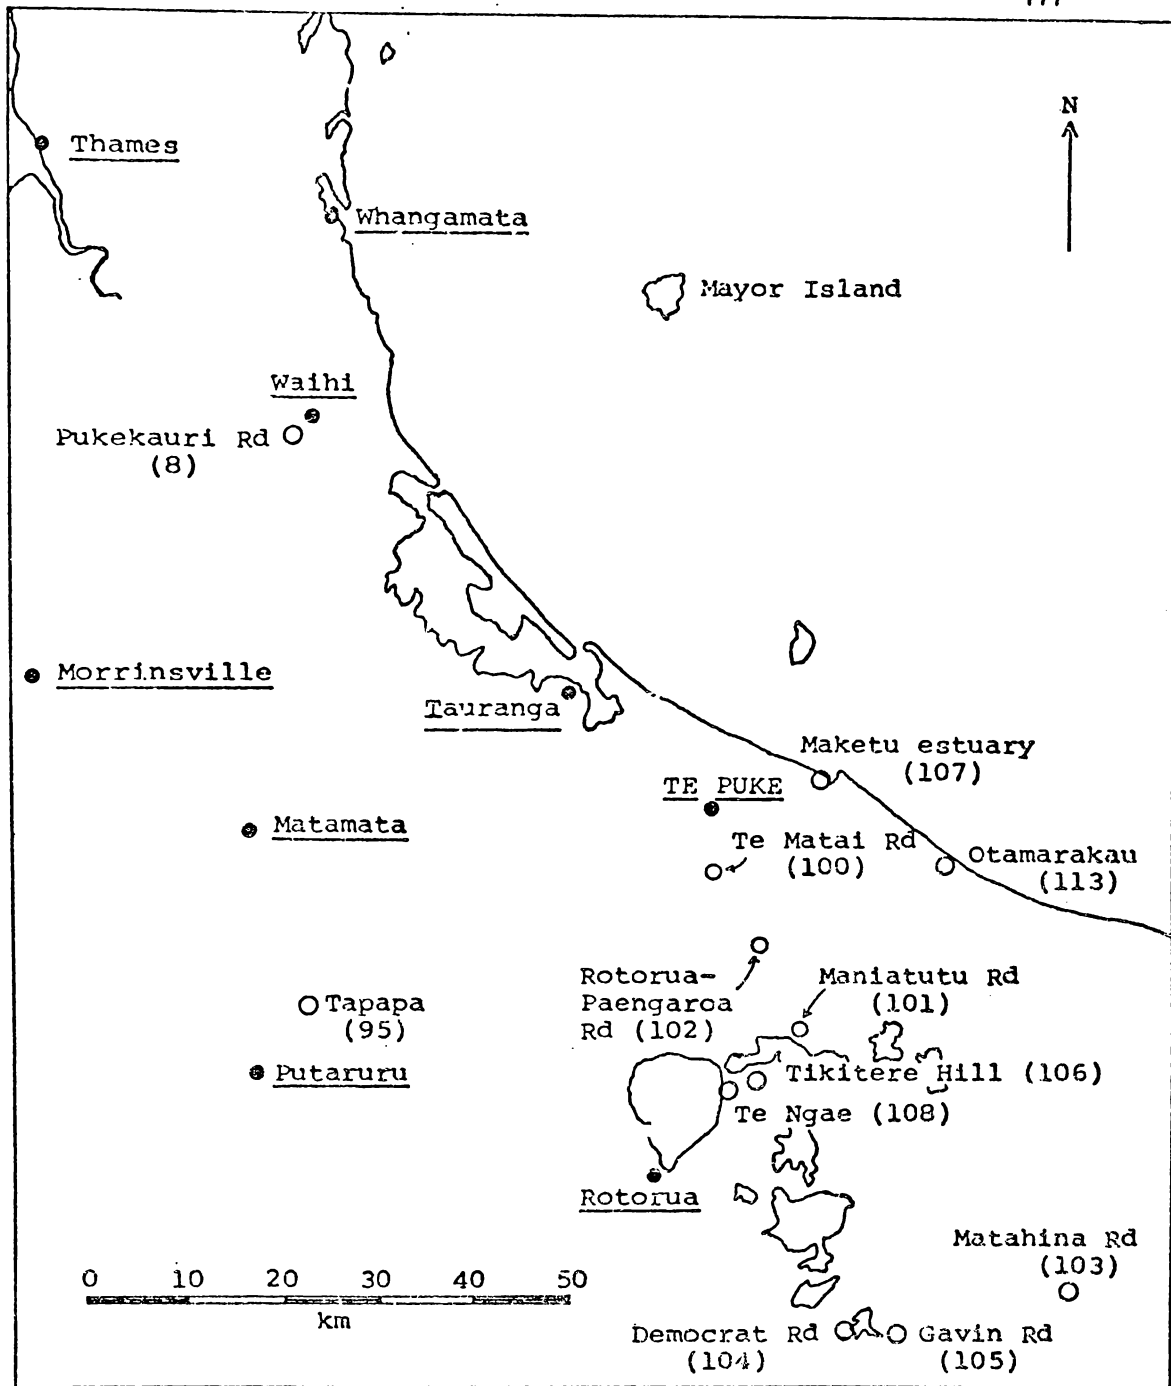 N
Thames
Whangamata
Mayor Island
Waihi
Pukekauri Rd
(8)
Morrinsville
Tauranga
Maketu estuary
(107)
TE PUKE
Matamata
Te Matai Rd
(100)
Otamarakau
(113)
Rotorua-
Paengaroa
Rd (102)
Maniatutu Rd
(101)
Tapapa
(95)
Putaruru
Tikitere Hill (106)
Te Ngae (108)
Rotorua
Matahina Rd
(103)
0 10 20 30 40 50
km
Democrat Rd
(104)
Gavin Rd
(105)